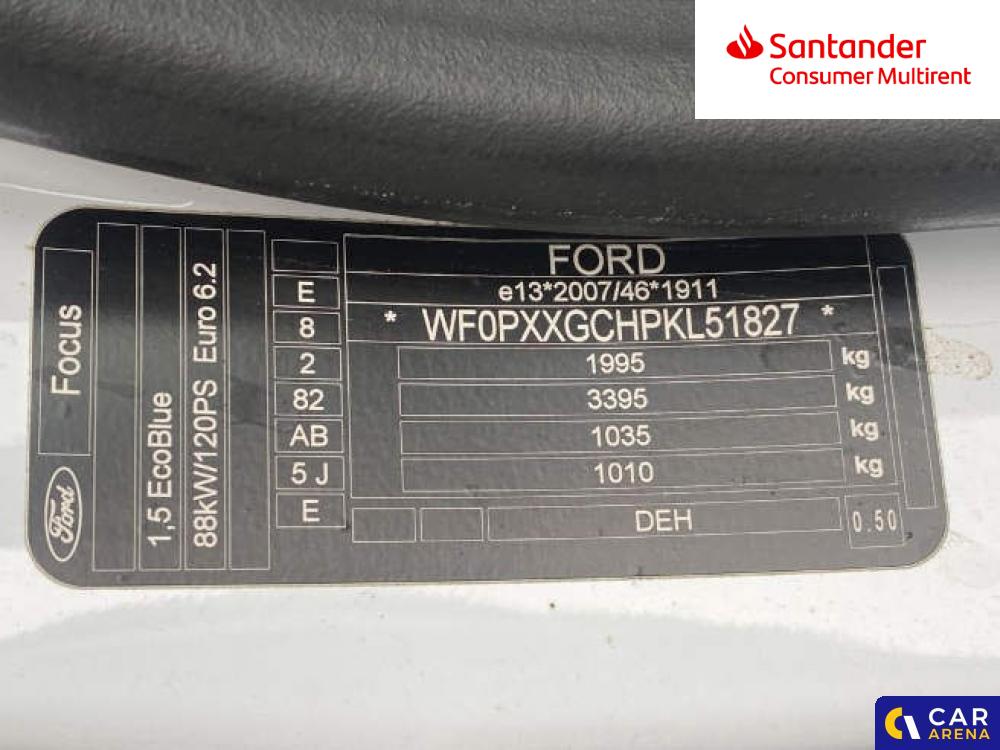 Santander
Consumer Multirent
Focus
Ford
1,5 EcoBlue
88kW/120PS Euro 6.2
E
8
2
82
AB
5 J
E
FORD
e13*2007/46*1911
* WF0PXXGCHPKL51827 *
1995 kg
3395 kg
1035 kg
1010 kg
DEH
0.50
CAR
ARENA